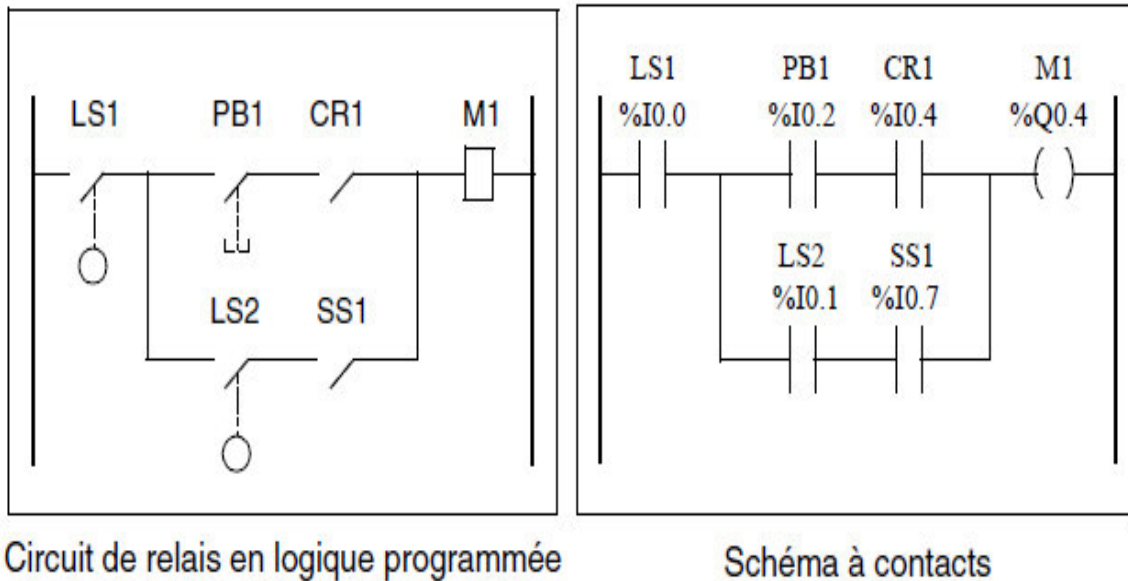 LS1 PB1 CR1 M1
LS2 SS1
Circuit de relais en logique programmée
LS1 PB1 CR1 M1
%I0.0 %I0.2 %I0.4 %Q0.4
LS2 SS1
%I0.1 %I0.7
Schéma à contacts